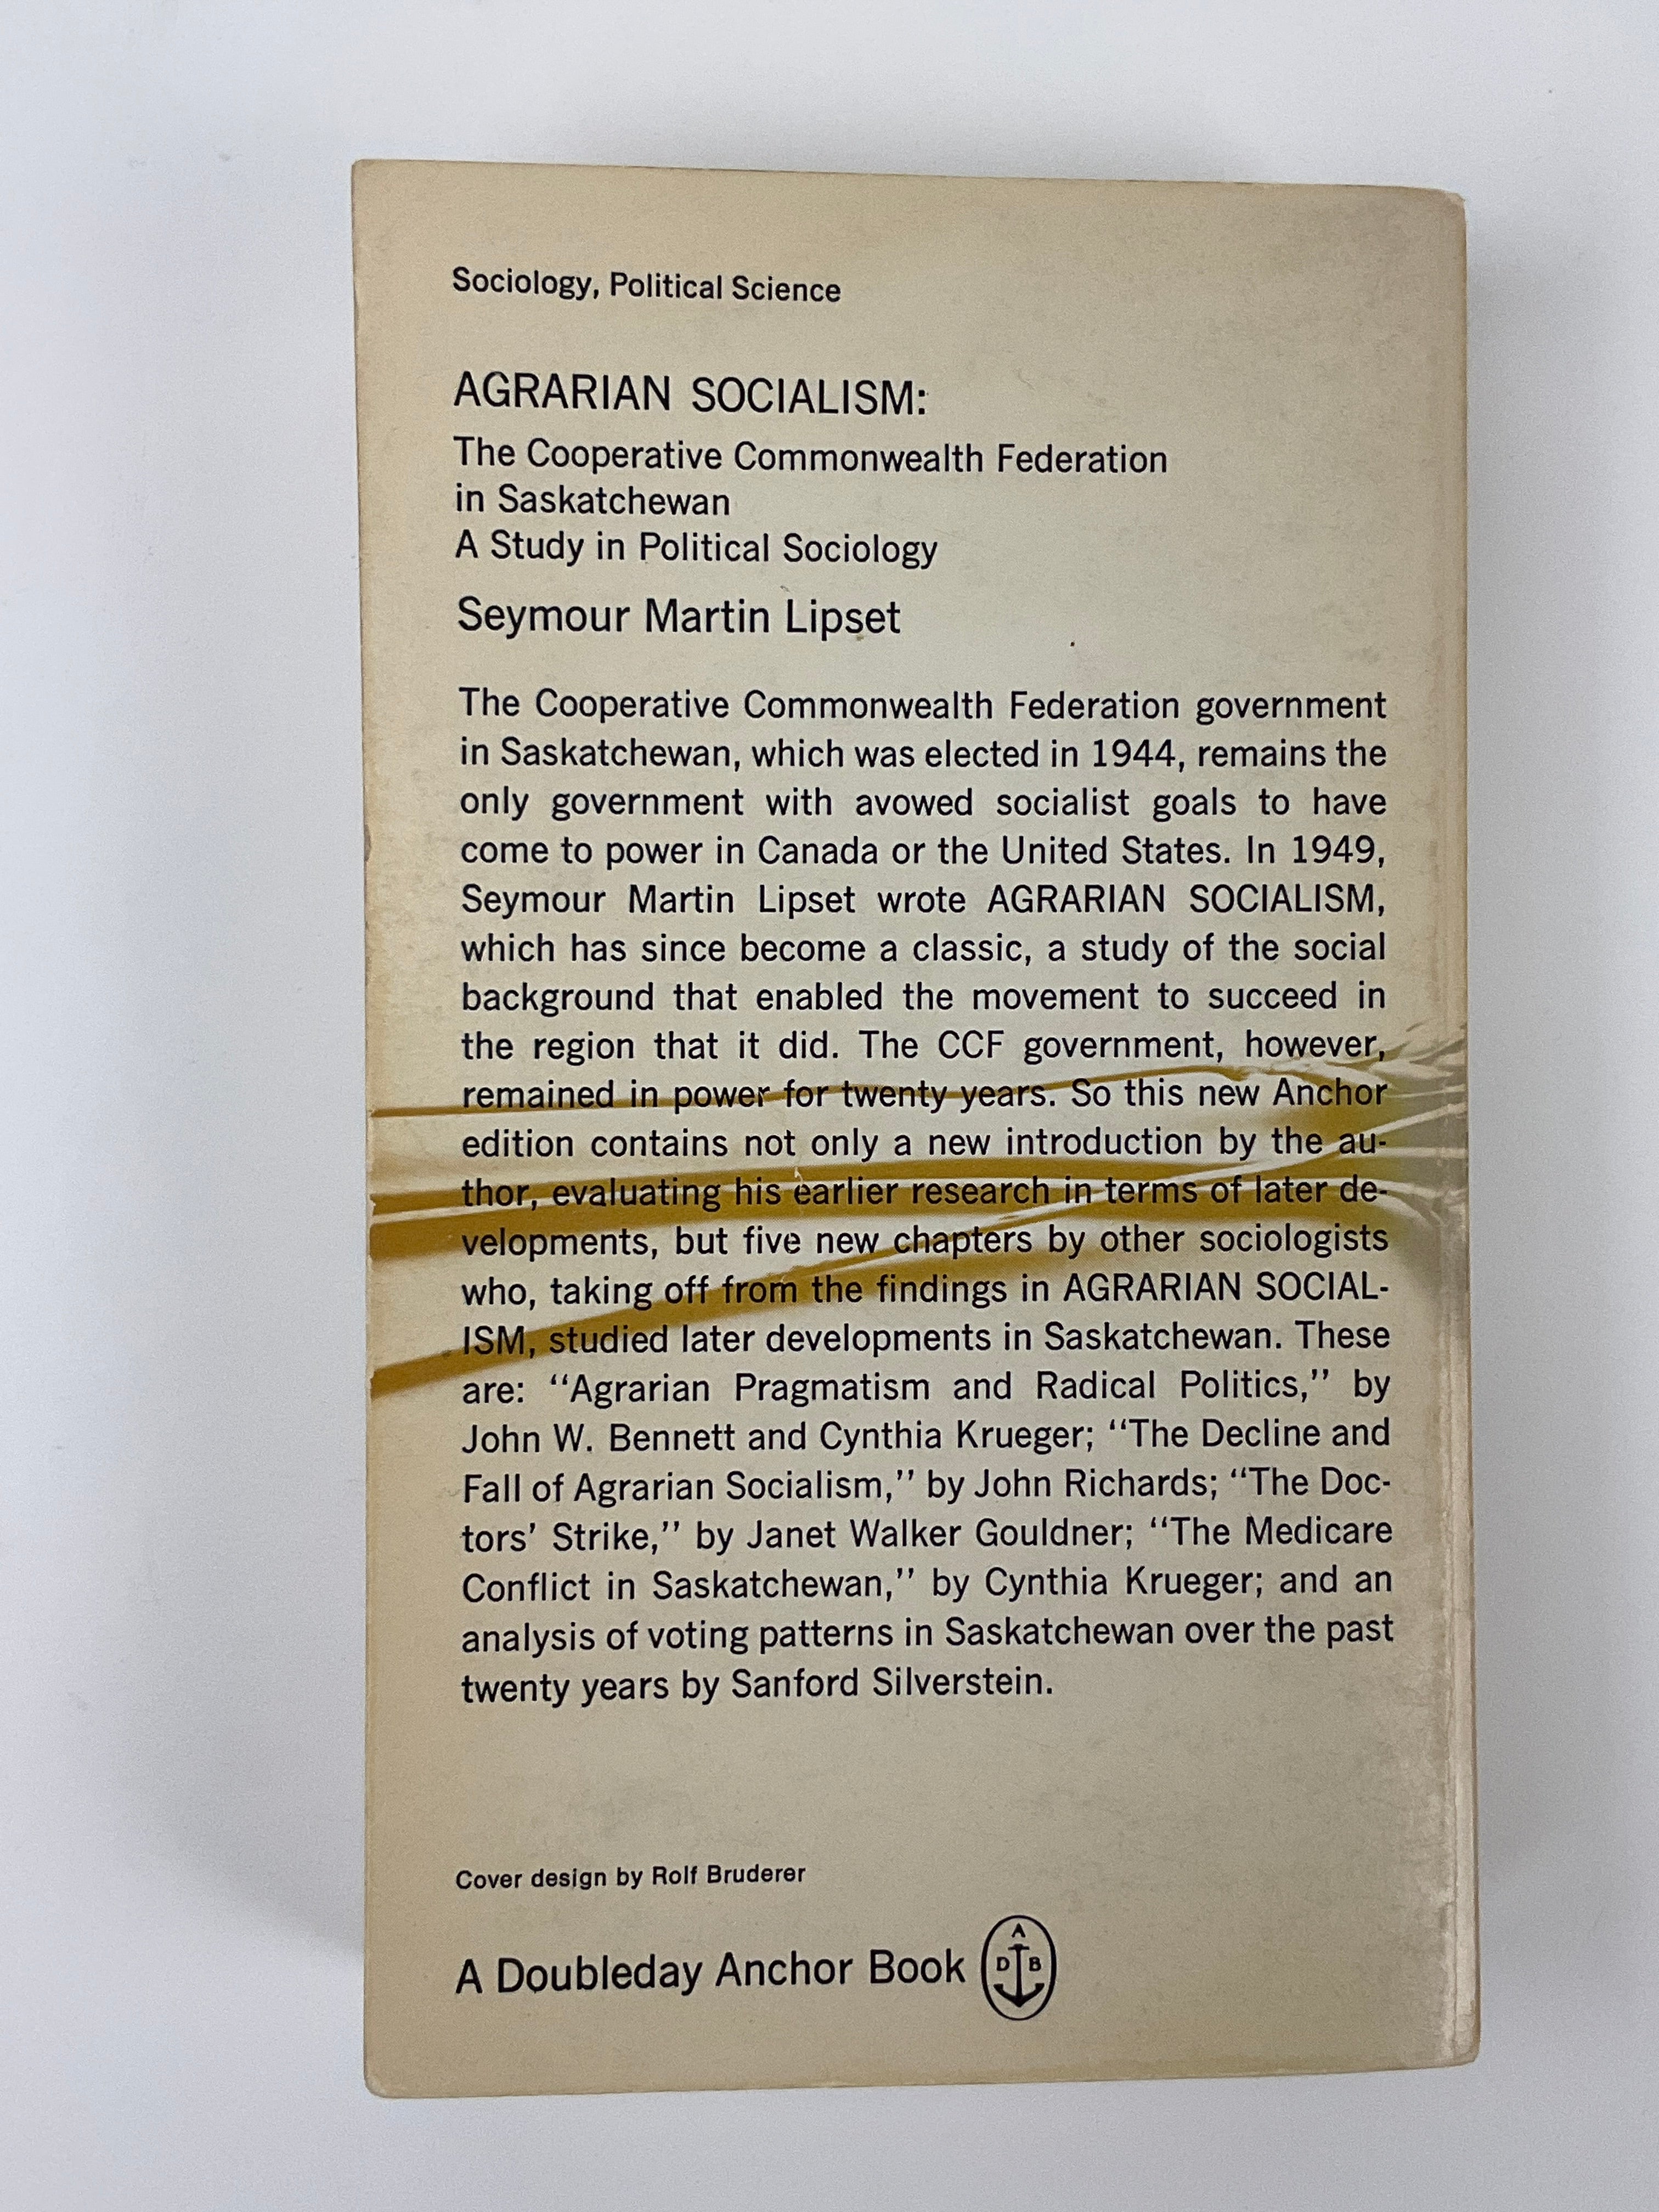 Sociology, Political Science
AGRARIAN SOCIALISM:
The Cooperative Commonwealth Federation
in Saskatchewan
A Study in Political Sociology
Seymour Martin Lipset
The Cooperative Commonwealth Federation government
in Saskatchewan, which was elected in 1944, remains the
only government with avowed socialist goals to have
come to power in Canada or the United States. In 1949,
Seymour Martin Lipset wrote AGRARIAN SOCIALISM,
which has since become a classic, a study of the social
background that enabled the movement to succeed in
the region that it did. The CCF government, however,
remained in power for twenty years. So this new Anchor
edition contains not only a new introduction by the au-
thor, evaluating his earlier research in terms of later de-
velopments, but five new chapters by other sociologists
who, taking off from the findings in AGRARIAN SOCIAL-
ISM, studied later developments in Saskatchewan. These
are: ‘‘Agrarian Pragmatism and Radical Politics,’’ by
John W. Bennett and Cynthia Krueger; ‘‘The Decline and
Fall of Agrarian Socialism,’’ by John Richards; ‘‘The Doc-
tors’ Strike,’’ by Janet Walker Gouldner; ‘‘The Medicare
Conflict in Saskatchewan,’’ by Cynthia Krueger; and an
analysis of voting patterns in Saskatchewan over the past
twenty years by Sanford Silverstein.
Cover design by Rolf Bruderer
A Doubleday Anchor Book
A
D B